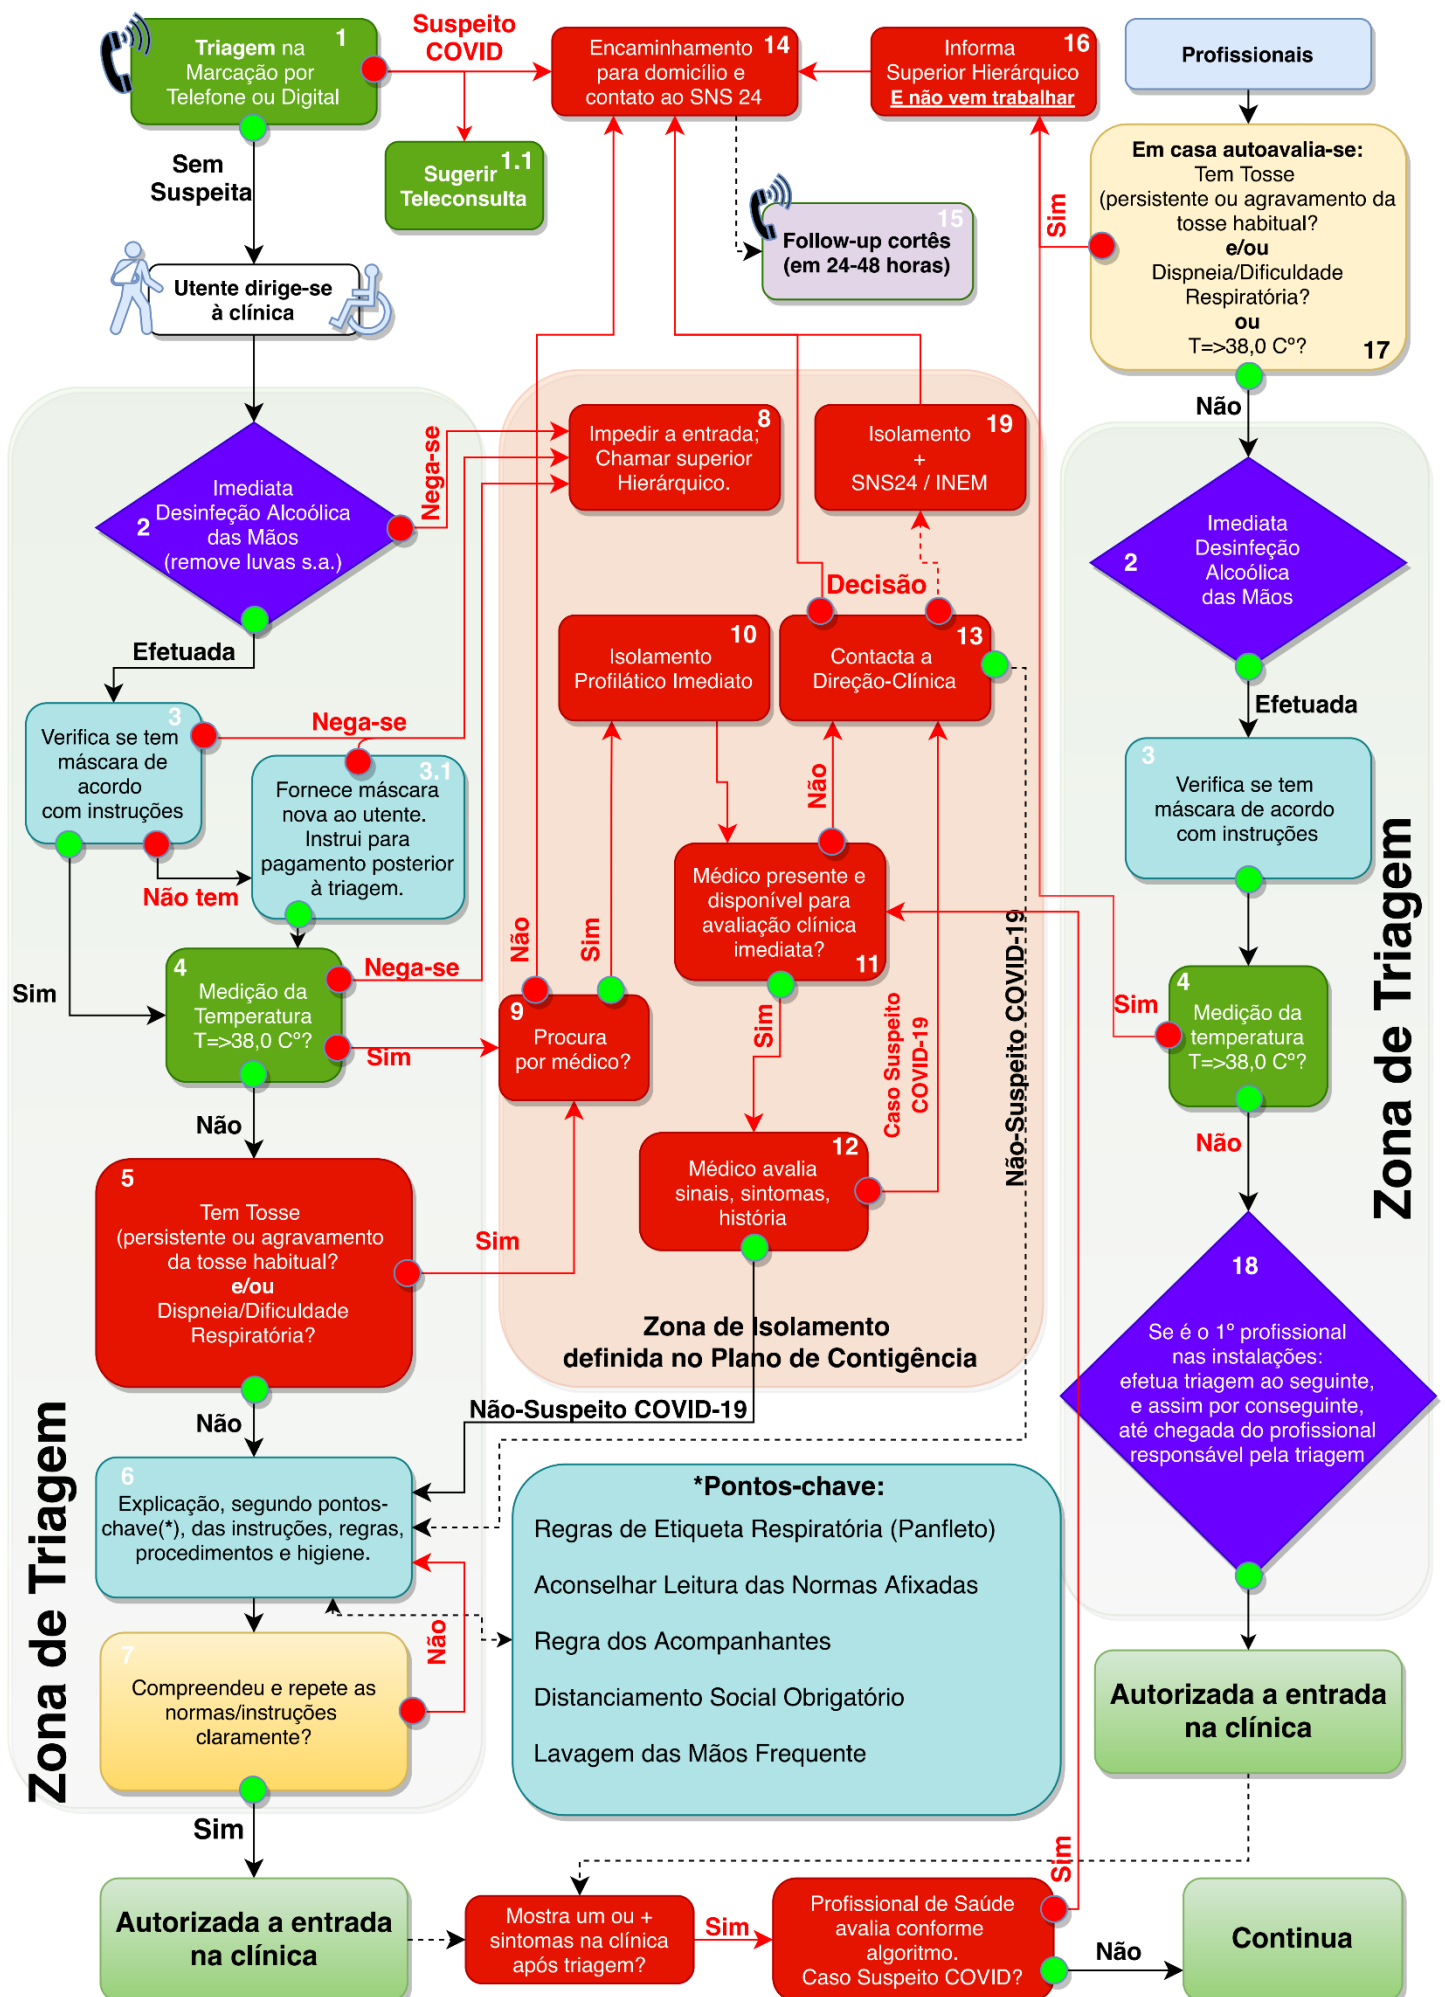 1
Triagem na
Marcação por
Telefone ou Digital
Suspeito
COVID
Encaminhamento
para domicílio e
contato ao SNS 24
14
Informa
Superior Hierárquico
E não vem trabalhar
16
Profissionais
Sem
Suspeita
1.1
Sugerir
Teleconsulta
15
Follow-up cortês
(em 24-48 horas)
Sim
Em casa autoavalia-se:
Tem Tosse
(persistente ou agravamento da
tosse habitual?
e/ou
Dispneia/Dificuldade
Respiratória?
ou
T=>38,0 Cº?
17
Utente dirige-se
à clínica
Não
2
Imediata
Desinfeção Alcoólica
das Mãos
(remove luvas s.a.)
Nega-se
8
Impedir a entrada;
Chamar superior
Hierárquico.
19
Isolamento
+
SNS24 / INEM
2
Imediata
Desinfeção
Alcoólica
das Mãos
Decisão
Efetuada
10
Isolamento
Profilático Imediato
13
Contacta a
Direção-Clínica
Efetuada
3
Verifica se tem
máscara de
acordo
com instruções
Nega-se
3.1
Fornece máscara
nova ao utente.
Instrui para
pagamento posterior
à triagem.
Não tem
Não
3
Verifica se tem
máscara de acordo
com instruções
Médico presente e
disponível para
avaliação clínica
imediata?
11
Não
Sim
Não-Suspeito COVID-19
Zona de Triagem
Sim
4
Medição da
Temperatura
T=>38,0 Cº?
Nega-se
Sim
9
Procura
por médico?
Sim
Caso Suspeito
COVID-19
Sim
4
Medição da
temperatura
T=>38,0 Cº?
Não
Não
5
Tem Tosse
(persistente ou agravamento
da tosse habitual?
e/ou
Dispneia/Dificuldade
Respiratória?
Sim
12
Médico avalia
sinais, sintomas,
história
18
Se é o 1º profissional
nas instalações:
efetua triagem ao seguinte,
e assim por conseguinte,
até chegada do profissional
responsável pela triagem
Zona de Isolamento
definida no Plano de Contigência
Não
Não-Suspeito COVID-19
Zona de Triagem
6
Explicação, segundo pontos-
chave(*), das instruções, regras,
procedimentos e higiene.
*Pontos-chave:
Regras de Etiqueta Respiratória (Panfleto)
Aconselhar Leitura das Normas Afixadas
Regra dos Acompanhantes
Distanciamento Social Obrigatório
Lavagem das Mãos Frequente
Não
7
Compreendeu e repete as
normas/instruções
claramente?
Autorizada a entrada
na clínica
Sim
Sim
Autorizada a entrada
na clínica
Mostra um ou +
sintomas na clínica
após triagem?
Sim
Profissional de Saúde
avalia conforme
algoritmo.
Caso Suspeito COVID?
Não
Continua